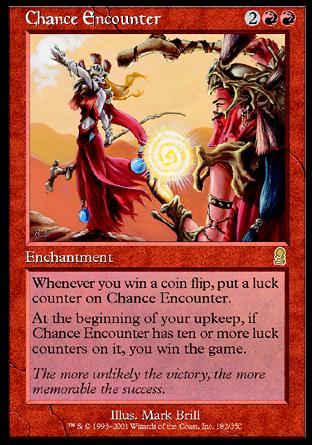 Chance Encounter 2
Enchantment
Whenever you win a coin flip, put a luck
counter on Chance Encounter.
At the beginning of your upkeep, if
Chance Encounter has ten or more luck
counters on it, you win the game.
The more unlikely the victory, the more
memorable the success.
Illus. Mark Brill
™ & © 1993–2001 Wizards of the Coast, Inc. 182/350